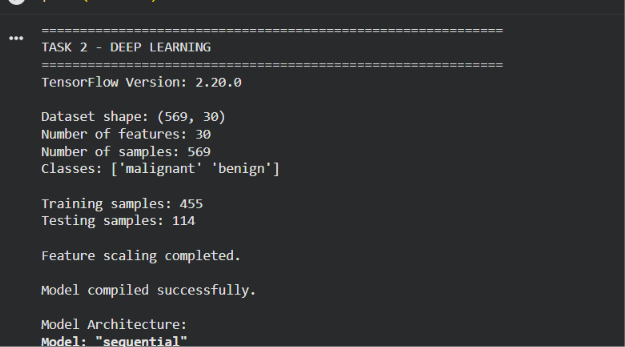 ============================================================
TASK 2 - DEEP LEARNING
============================================================
TensorFlow Version: 2.20.0
Dataset shape: (569, 30)
Number of features: 30
Number of samples: 569
Classes: ['malignant' 'benign']
Training samples: 455
Testing samples: 114
Feature scaling completed.
Model compiled successfully.
Model Architecture:
Model: "sequential"